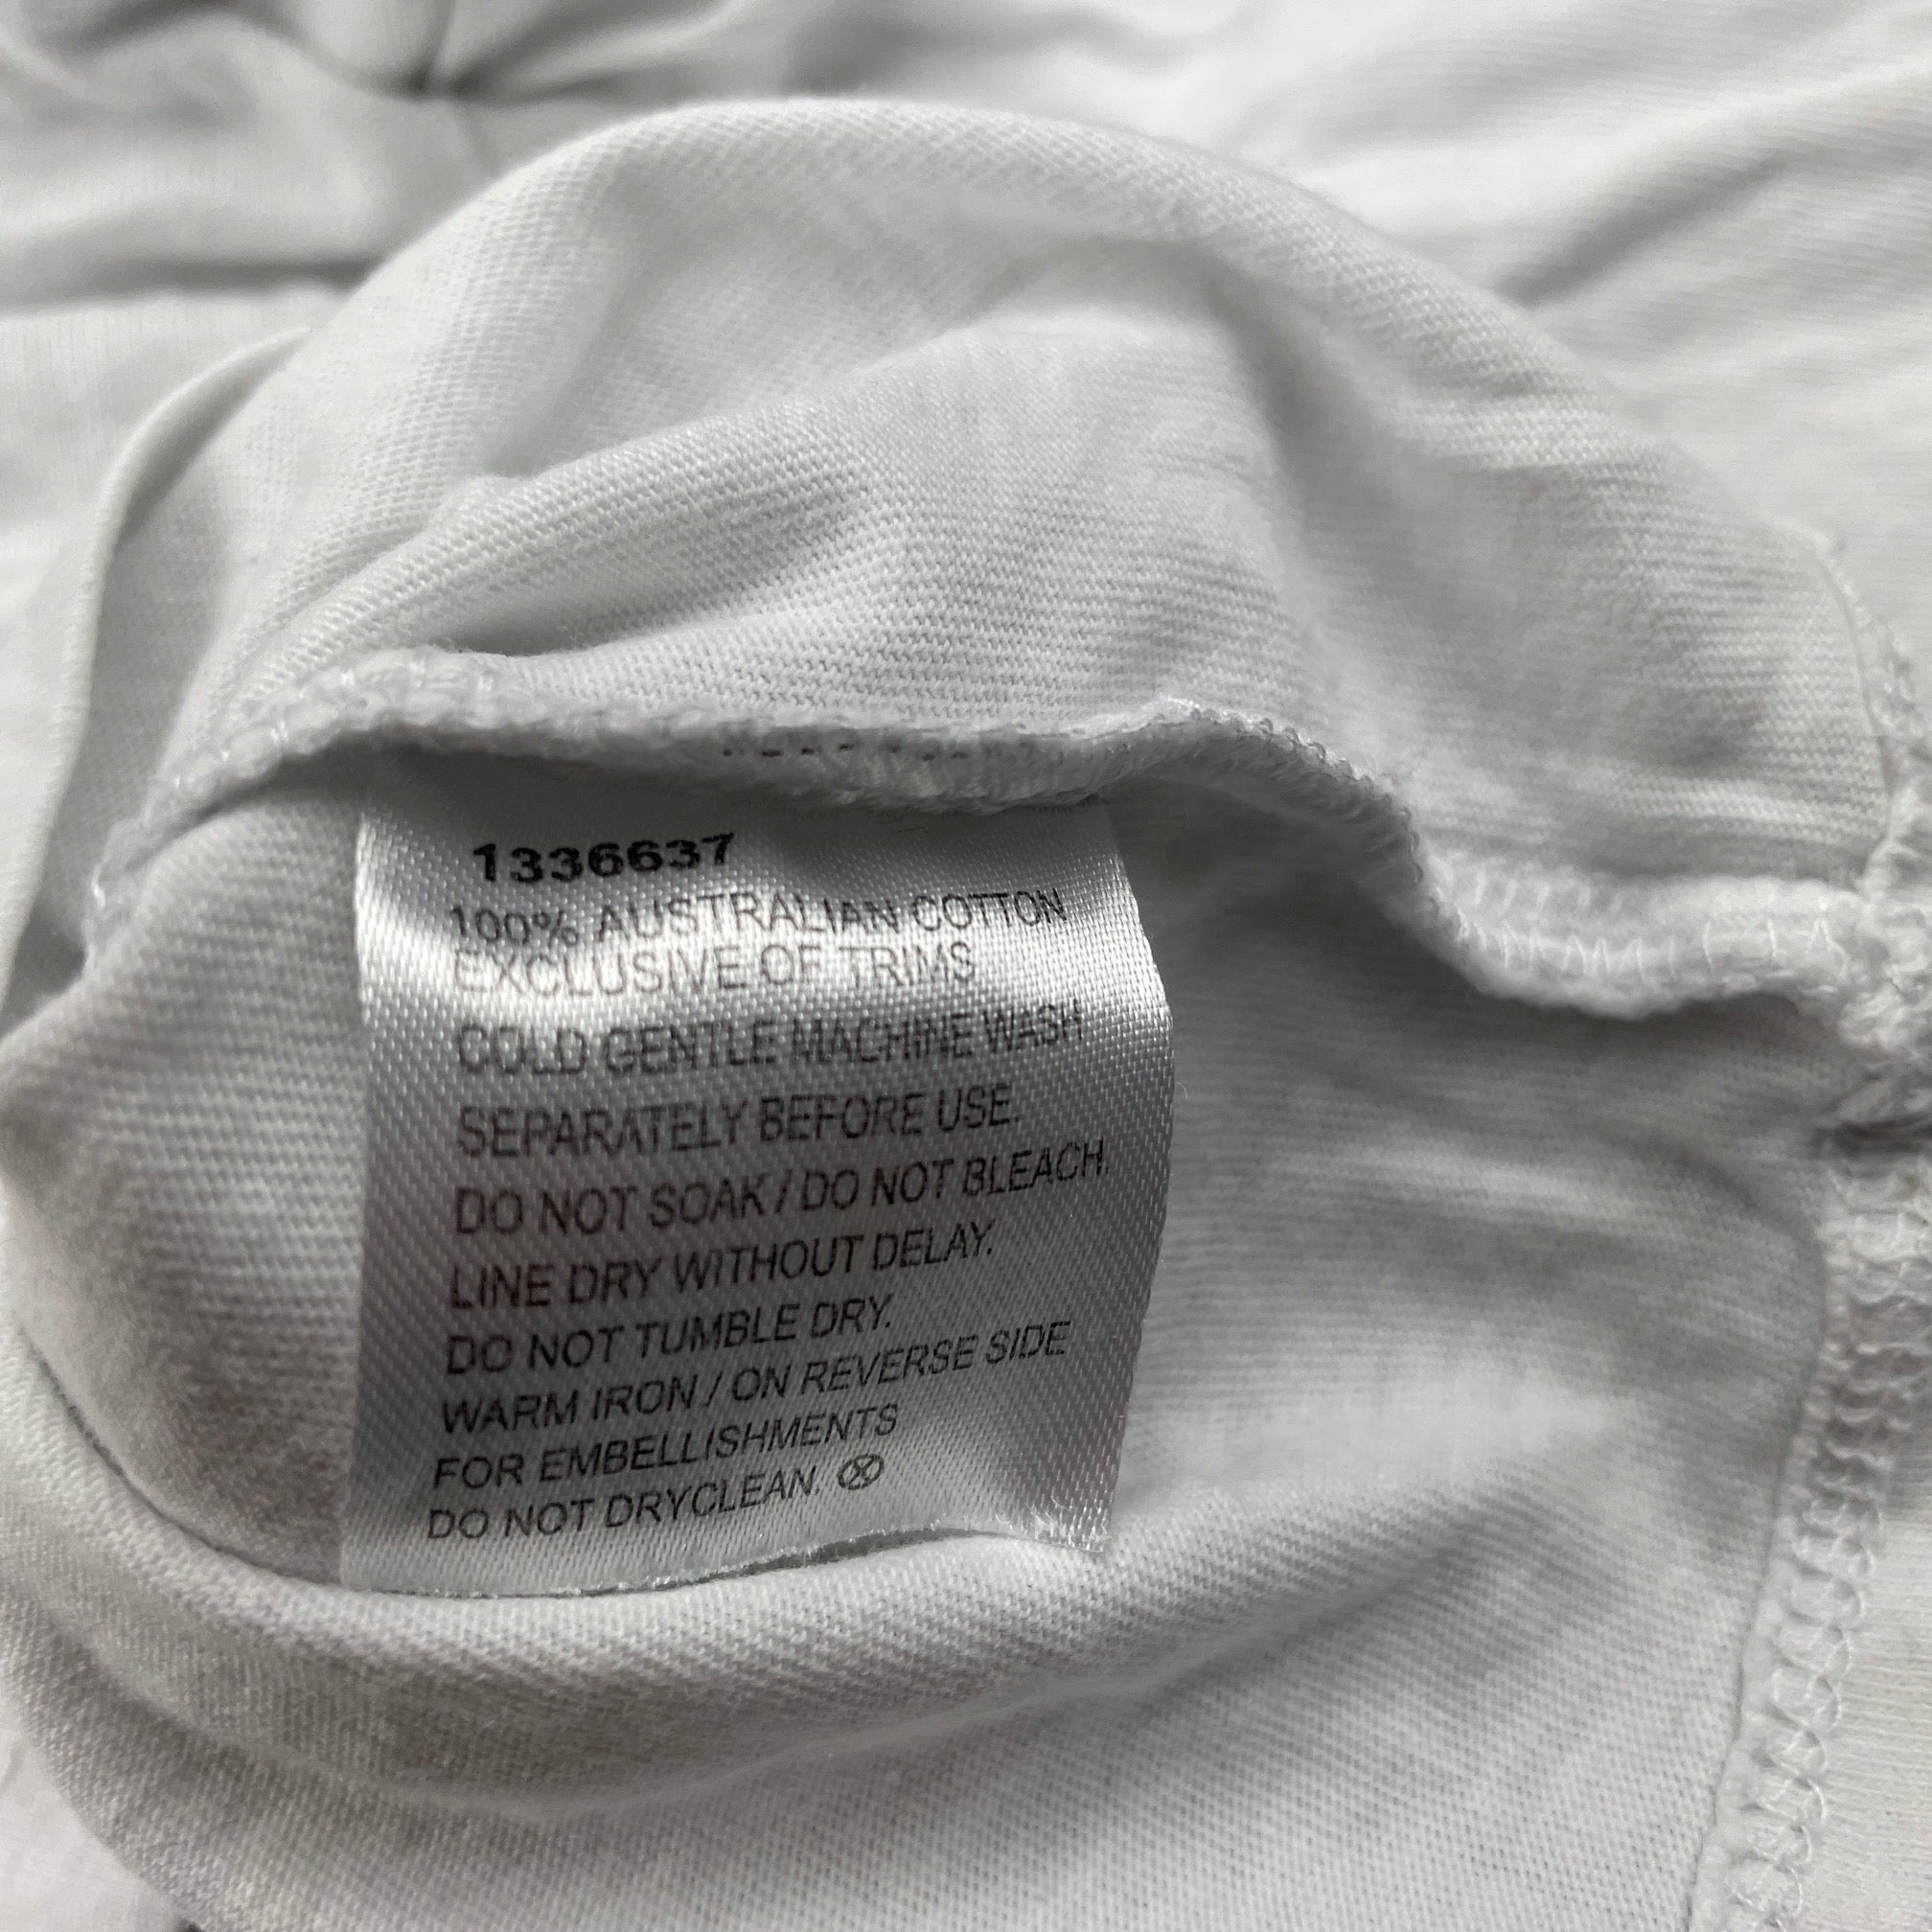 1336637
100% AUSTRALIAN COTTON
EXCLUSIVE OF TRIMS
COLD GENTLE MACHINE WASH
SEPARATELY BEFORE USE.
DO NOT SOAK / DO NOT BLEACH.
LINE DRY WITHOUT DELAY.
DO NOT TUMBLE DRY.
WARM IRON / ON REVERSE SIDE
FOR EMBELLISHMENTS
DO NOT DRYCLEAN.